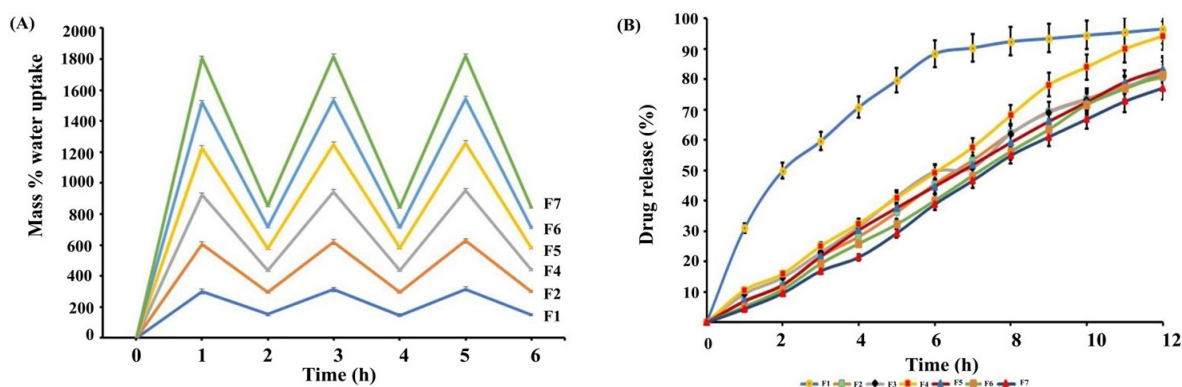 (A)
Mass % water uptake
2000
1800
1600
1400
1200
1000
800
600
400
200
0
0 1 2 3 4 5 6
Time (h)
F7
F6
F5
F4
F2
F1
(B)
Drug release (%)
100
90
80
70
60
50
40
30
20
10
0 2 4 6 8 10 12
Time (h)
F1 F2 F3 F4 F5 F6 F7